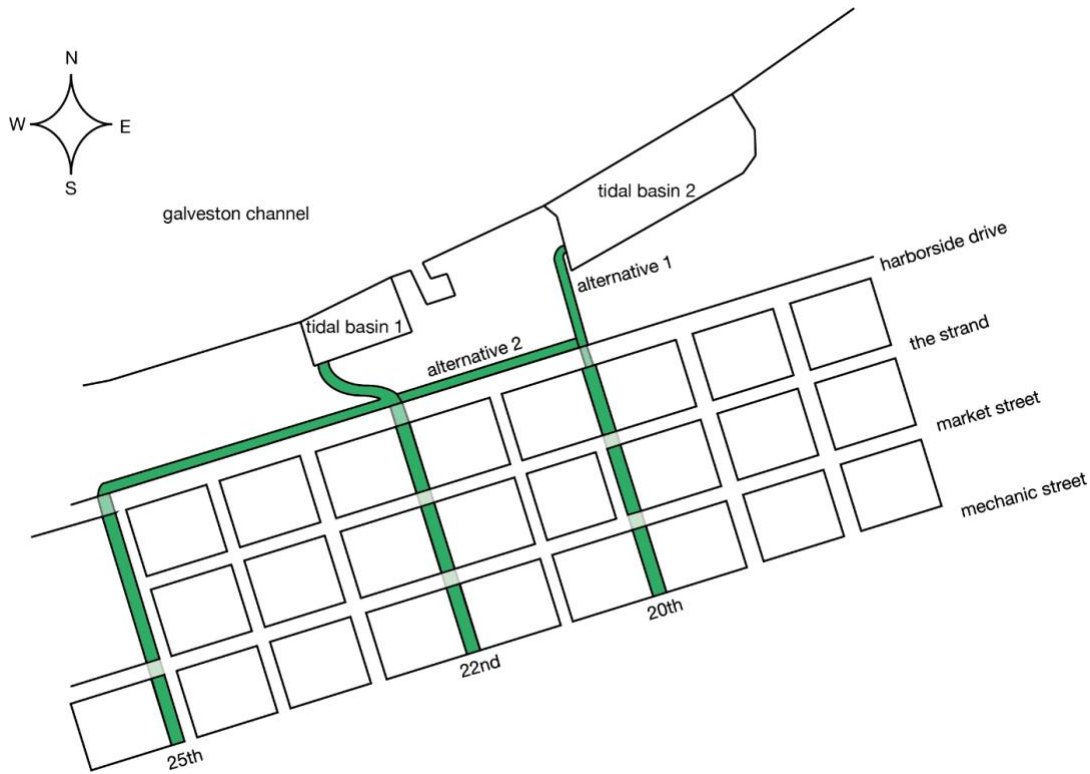 N
W
E
S
galveston channel
tidal basin 2
alternative 1
harborside drive
tidal basin 1
alternative 2
the strand
market street
mechanic street
20th
22nd
25th